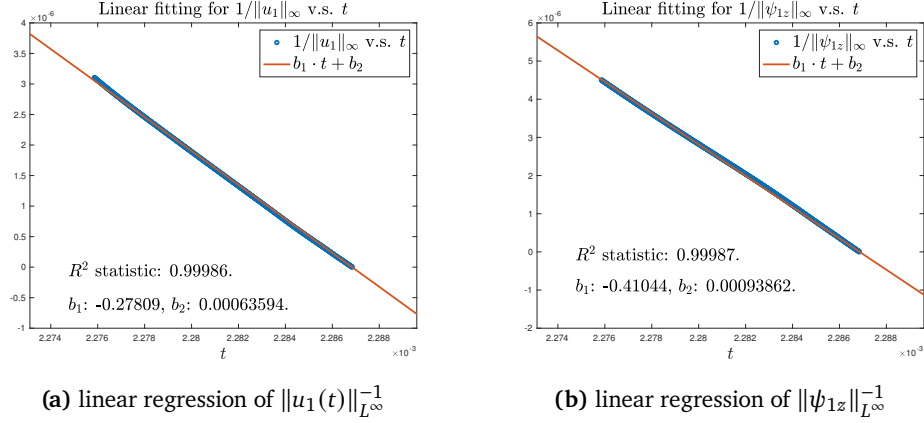 Linear fitting for 1/‖u₁‖∞ v.s. t
×10⁻⁶
4
3.5
3
2.5
2
1.5
1
0.5
0
-0.5
-1
1/‖u₁‖∞ v.s. t
b₁ · t + b₂
R² statistic: 0.99986.
b₁: -0.27809, b₂: 0.00063594.
2.274 2.276 2.278 2.28 2.282 2.284 2.286 2.288
t
×10⁻³
(a) linear regression of ‖u₁(t)‖⁻¹_L∞
Linear fitting for 1/‖ψ₁z‖∞ v.s. t
×10⁻⁶
6
5
4
3
2
1
0
-1
-2
1/‖ψ₁z‖∞ v.s. t
b₁ · t + b₂
R² statistic: 0.99987.
b₁: -0.41044, b₂: 0.00093862.
2.274 2.276 2.278 2.28 2.282 2.284 2.286 2.288
t
×10⁻³
(b) linear regression of ‖ψ₁z‖⁻¹_L∞